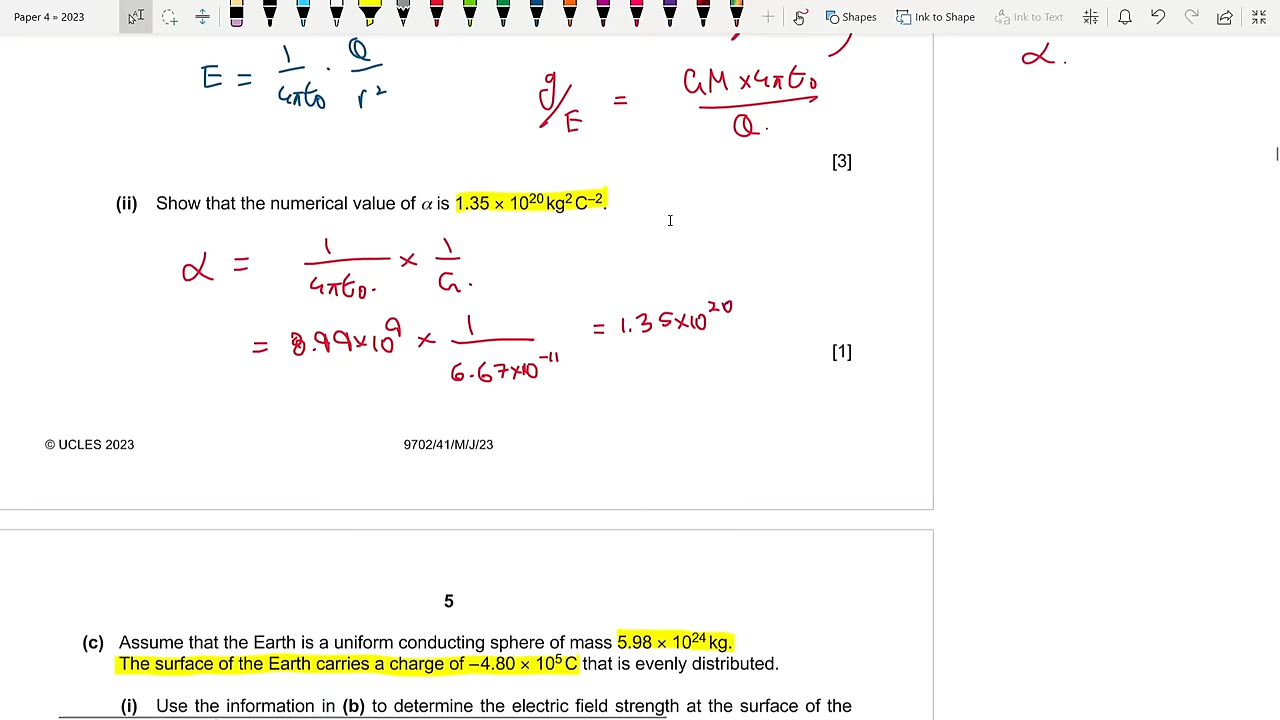 Paper 4 » 2023
Shapes
Ink to Shape
Ink to Text
E = 1/4πε₀ · Q/r²
g/E = GM × 4πε₀ / Q.
α.
[3]
(ii) Show that the numerical value of α is 1.35 × 10²⁰ kg² C⁻².
α = 1/4πε₀. × 1/G.
= 8.99×10⁹ × 1/6.67×10⁻¹¹ = 1.35×10²⁰
[1]
© UCLES 2023 9702/41/M/J/23
5
(c) Assume that the Earth is a uniform conducting sphere of mass 5.98 × 10²⁴ kg.
The surface of the Earth carries a charge of −4.80 × 10⁵ C that is evenly distributed.
(i) Use the information in (b) to determine the electric field strength at the surface of the